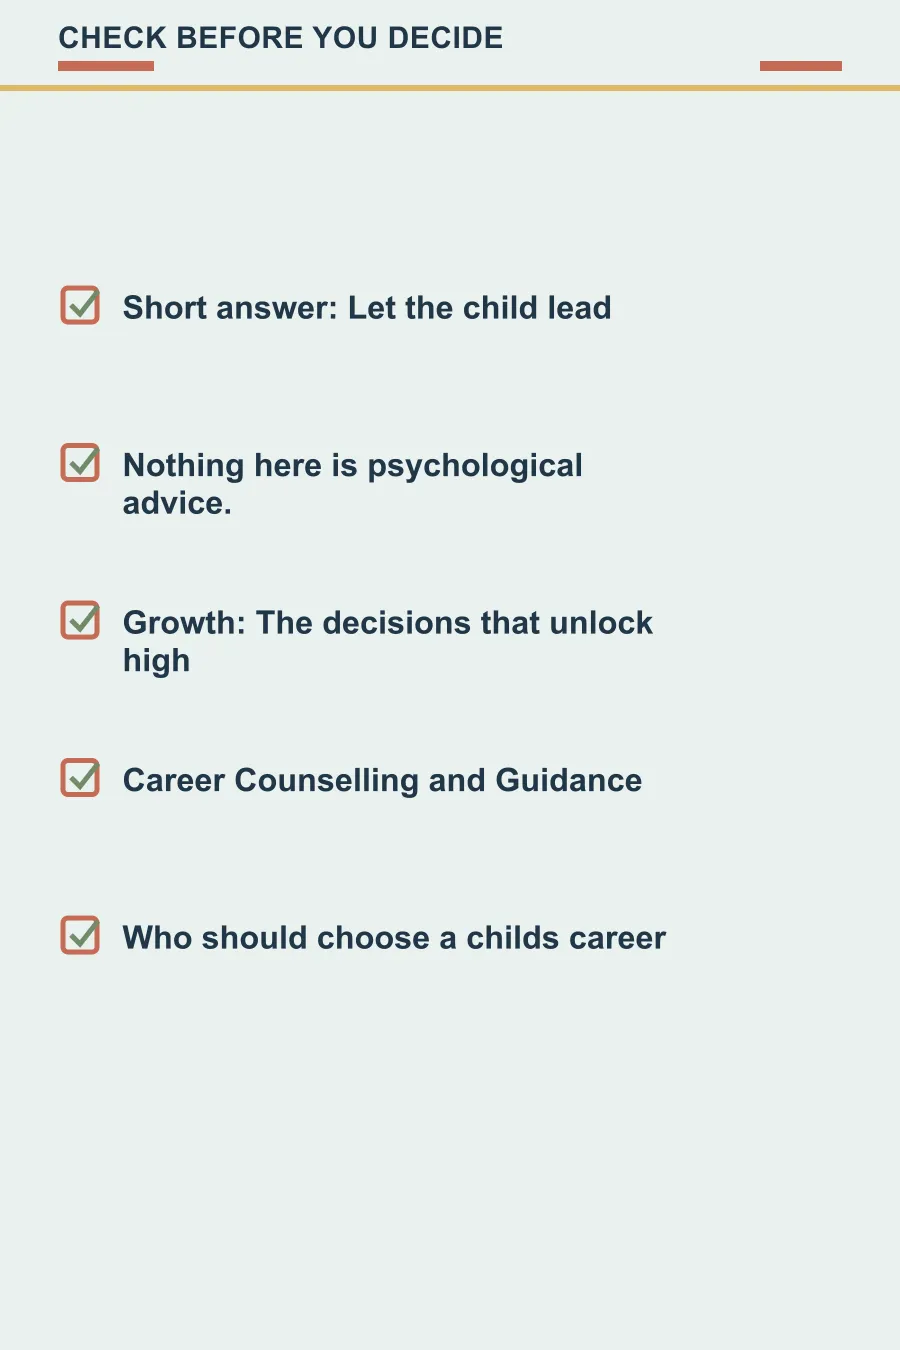 CHECK BEFORE YOU DECIDE
Short answer: Let the child lead
Nothing here is psychological
advice.
Growth: The decisions that unlock
high
Career Counselling and Guidance
Who should choose a childs career